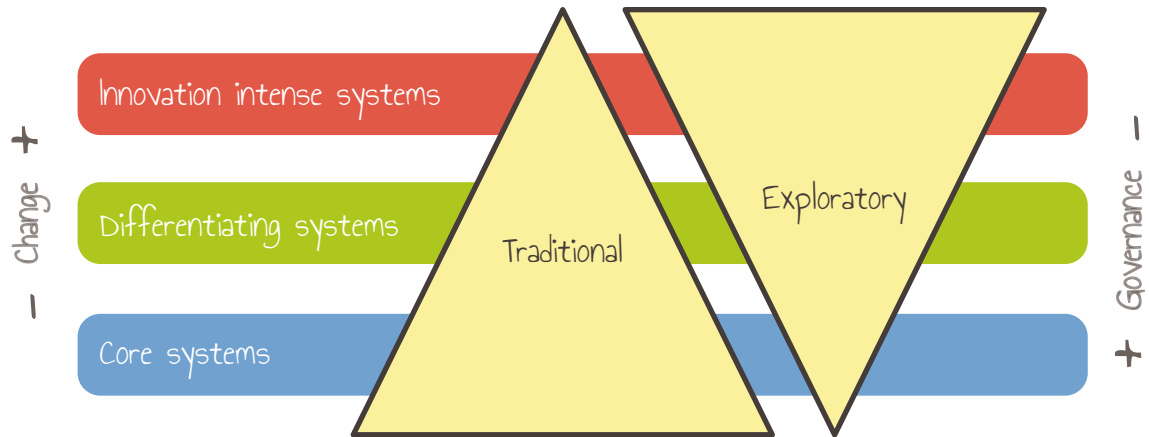 Innovation intense systems
Differentiating systems
Core systems
Traditional
Exploratory
− Change +
+ Governance −